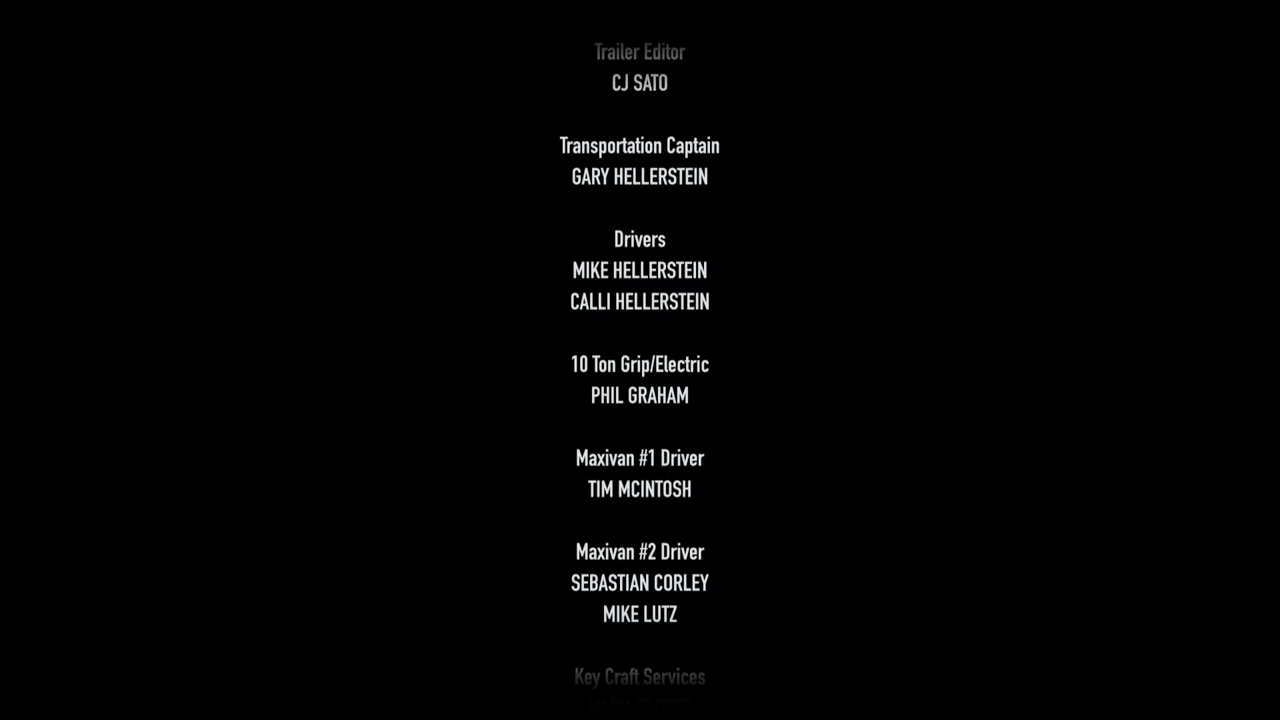 Trailer Editor
CJ SATO
Transportation Captain
GARY HELLERSTEIN
Drivers
MIKE HELLERSTEIN
CALLI HELLERSTEIN
10 Ton Grip/Electric
PHIL GRAHAM
Maxivan #1 Driver
TIM MCINTOSH
Maxivan #2 Driver
SEBASTIAN CORLEY
MIKE LUTZ
Key Craft Services